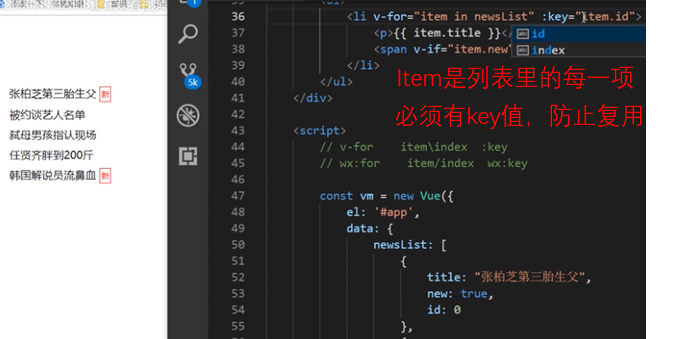 张柏芝第三胎生父 新
被约谈艺人名单
弑母男孩指认现场
任贤齐胖到200斤
韩国解说员流鼻血 新
5k
36 <li v-for="item in newsList" :key="item.id">
37 <p>{{ item.title }}</
38 <span v-if="item.new"
39 </li>
40 </ul>
41 </div>
42
43 <script>
44 // v-for item\index :key
45 // wx:for item/index wx:key
46
47 const vm = new Vue({
48 el: '#app',
49 data: {
50 newsList: [
51 {
52 title: "张柏芝第三胎生父",
53 new: true,
54 id: 0
55 },
id
index
Item是列表里的每一项
必须有key值，防止复用